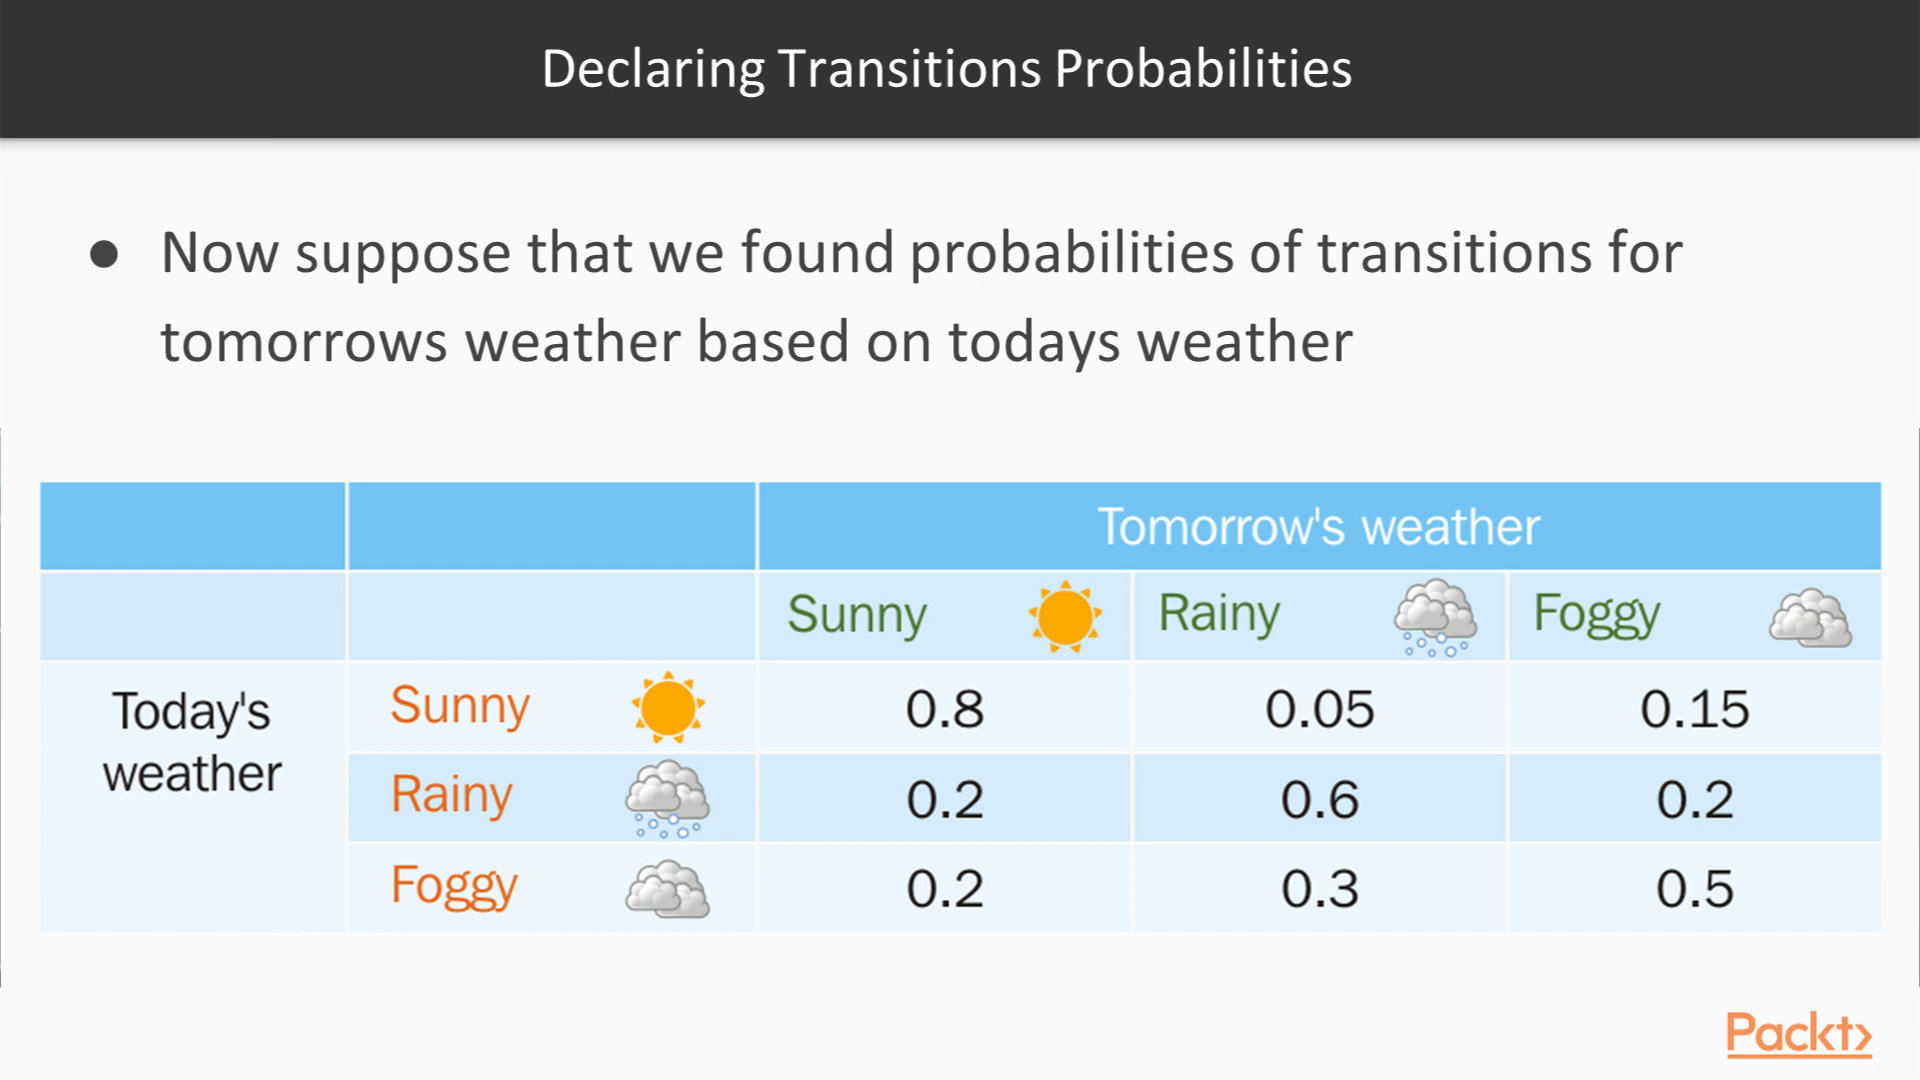 Declaring Transitions Probabilities
● Now suppose that we found probabilities of transitions for
tomorrows weather based on todays weather
Tomorrow's weather
Sunny Rainy Foggy
Today's weather
Sunny 0.8 0.05 0.15
Rainy 0.2 0.6 0.2
Foggy 0.2 0.3 0.5
Packt>